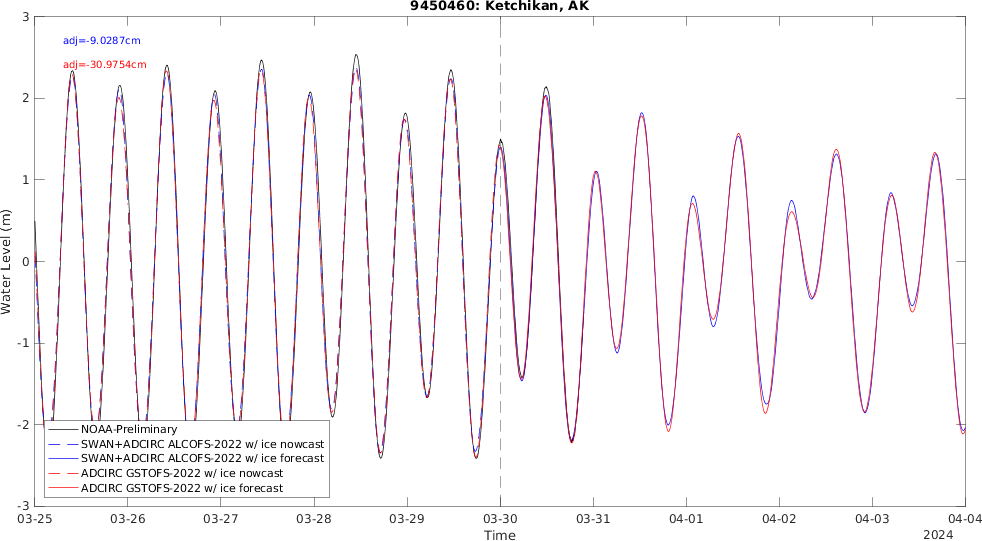 9450460: Ketchikan, AK
adj=-9.0287cm
adj=-30.9754cm
Water Level (m)
3
2
1
0
-1
-2
-3
NOAA-Preliminary
SWAN+ADCIRC ALCOFS-2022 w/ ice nowcast
SWAN+ADCIRC ALCOFS-2022 w/ ice forecast
ADCIRC GSTOFS-2022 w/ ice nowcast
ADCIRC GSTOFS-2022 w/ ice forecast
03-25 03-26 03-27 03-28 03-29 03-30 03-31 04-01 04-02 04-03 04-04
Time
2024